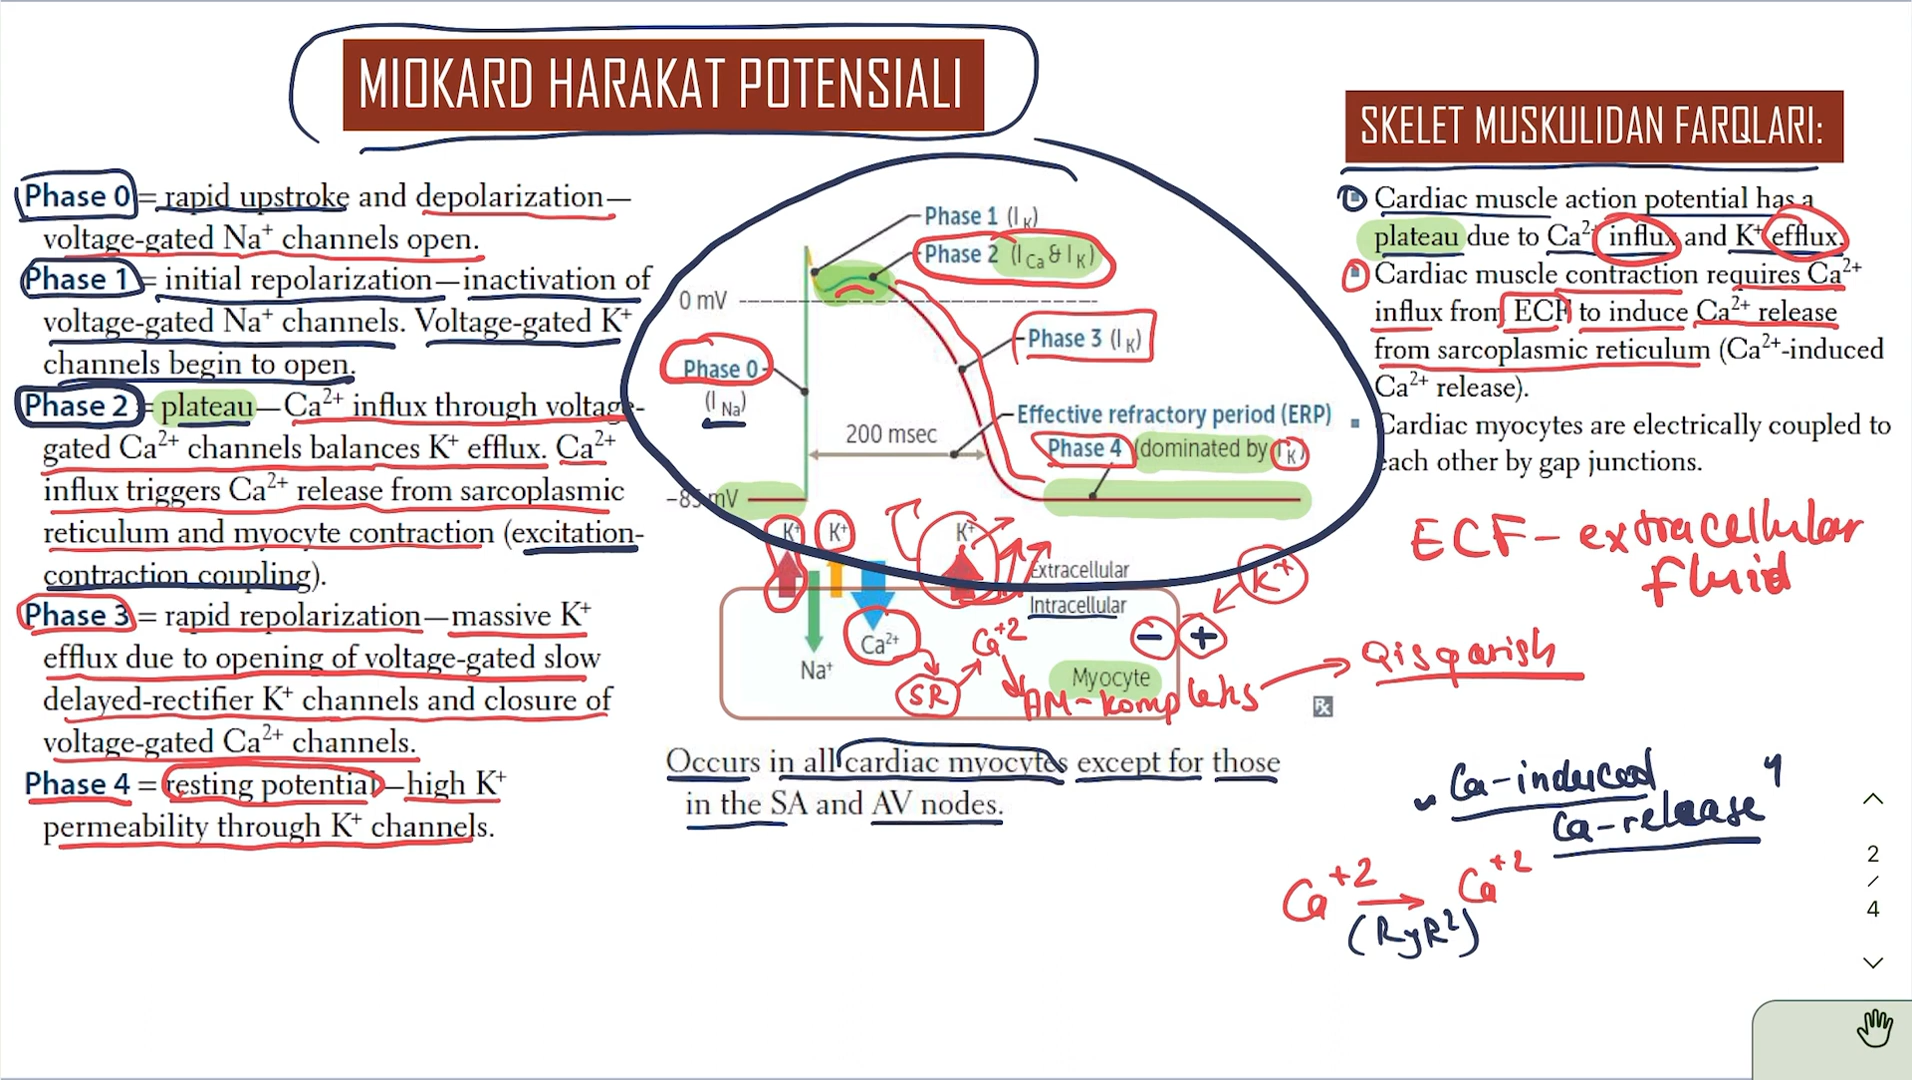 MIOKARD HARAKAT POTENSIALI
Phase 0 = rapid upstroke and depolarization—
voltage-gated Na⁺ channels open.
Phase 1 = initial repolarization—inactivation of
voltage-gated Na⁺ channels. Voltage-gated K⁺
channels begin to open.
Phase 2 = plateau—Ca²⁺ influx through voltage-
gated Ca²⁺ channels balances K⁺ efflux. Ca²⁺
influx triggers Ca²⁺ release from sarcoplasmic
reticulum and myocyte contraction (excitation-
contraction coupling).
Phase 3 = rapid repolarization—massive K⁺
efflux due to opening of voltage-gated slow
delayed-rectifier K⁺ channels and closure of
voltage-gated Ca²⁺ channels.
Phase 4 = resting potential—high K⁺
permeability through K⁺ channels.
Phase 1 (I K)
Phase 2 (I Ca & I K)
0 mV
Phase 3 (I K)
Phase 0
(I Na)
Effective refractory period (ERP)
200 msec
Phase 4 (dominated by I K)
−85 mV
K⁺ K⁺ K⁺
Extracellular
K⁺
Intracellular
− +
Ca²⁺
Ca⁺²
Na⁺
Myocyte
SR
AM-kompleks
Qisqarish
Rx
Occurs in all cardiac myocytes except for those
in the SA and AV nodes.
SKELET MUSKULIDAN FARQLARI:
Cardiac muscle action potential has a
plateau due to Ca²⁺ influx and K⁺ efflux.
Cardiac muscle contraction requires Ca²⁺
influx from ECF to induce Ca²⁺ release
from sarcoplasmic reticulum (Ca²⁺-induced
Ca²⁺ release).
Cardiac myocytes are electrically coupled to
each other by gap junctions.
ECF - extracellular
fluid
„Ca-induced
Ca-release"
Ca⁺² → Ca⁺²
(RyR2)
2
/
4